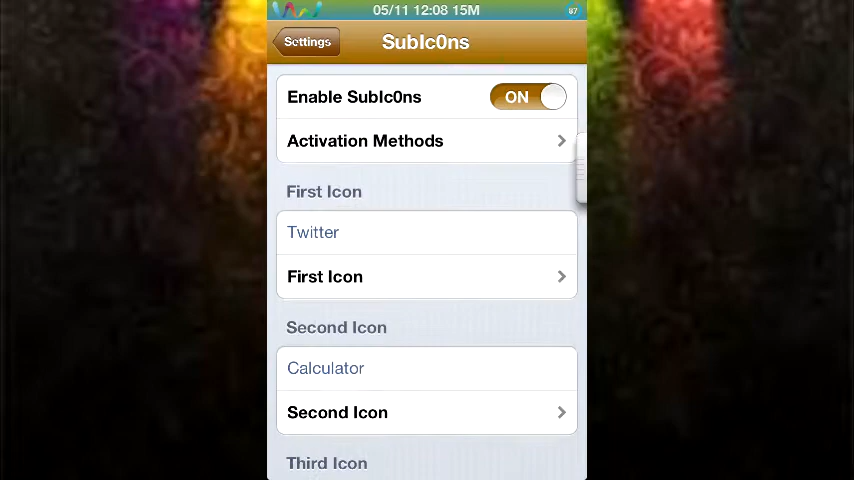 05/11 12:08 15M
87
Settings
SubIc0ns
Enable SubIc0ns
ON
Activation Methods
First Icon
Twitter
First Icon
Second Icon
Calculator
Second Icon
Third Icon